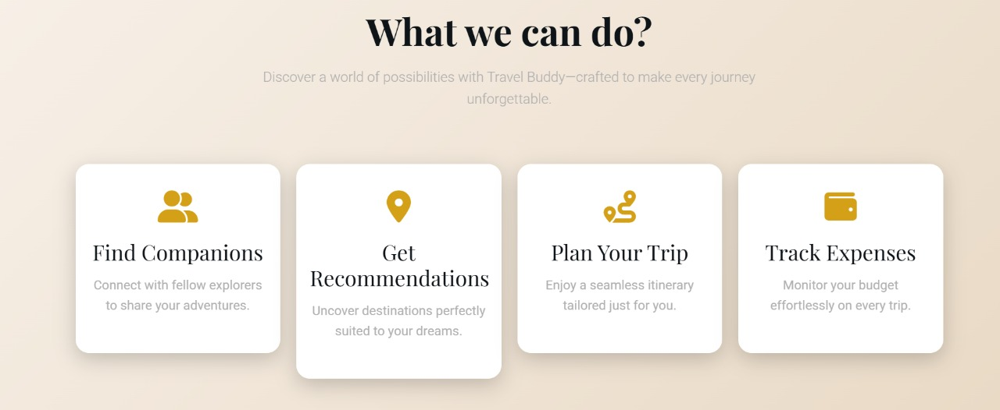 What we can do?
Discover a world of possibilities with Travel Buddy—crafted to make every journey
unforgettable.
Find Companions
Connect with fellow explorers
to share your adventures.
Get
Recommendations
Uncover destinations perfectly
suited to your dreams.
Plan Your Trip
Enjoy a seamless itinerary
tailored just for you.
Track Expenses
Monitor your budget
effortlessly on every trip.